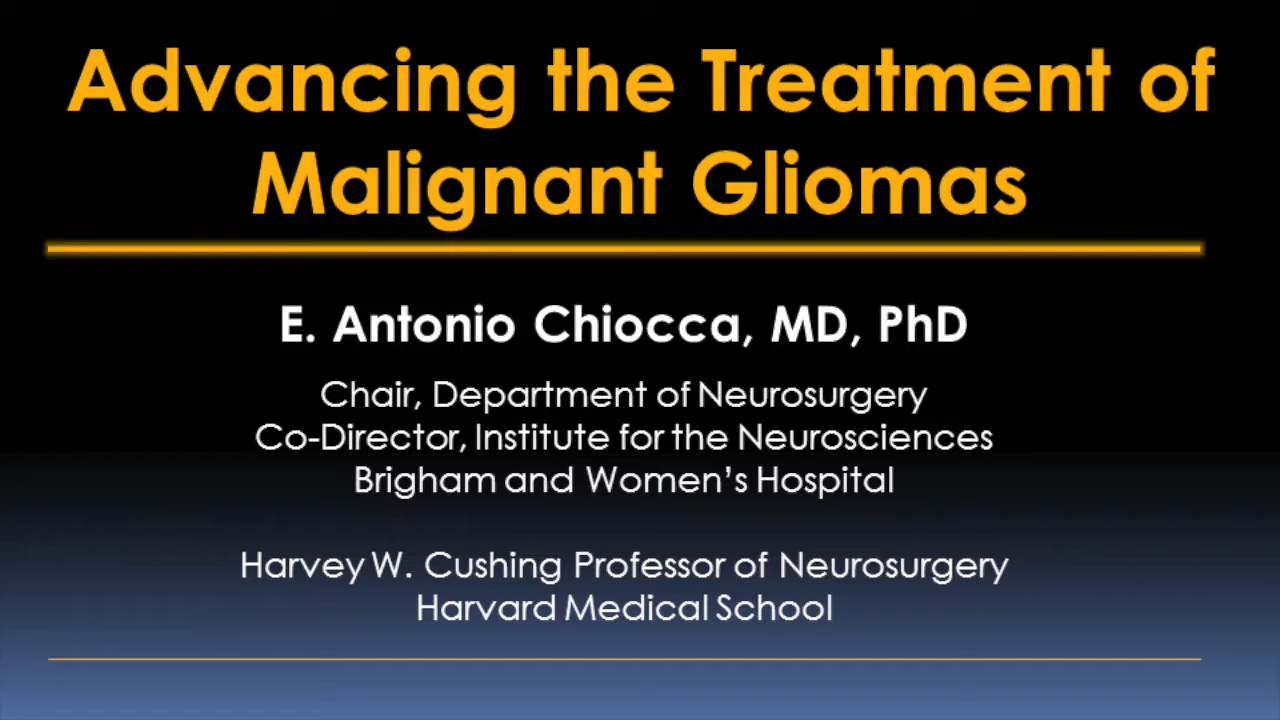 Advancing the Treatment of
Malignant Gliomas
E. Antonio Chiocca, MD, PhD
Chair, Department of Neurosurgery
Co-Director, Institute for the Neurosciences
Brigham and Women’s Hospital
Harvey W. Cushing Professor of Neurosurgery
Harvard Medical School